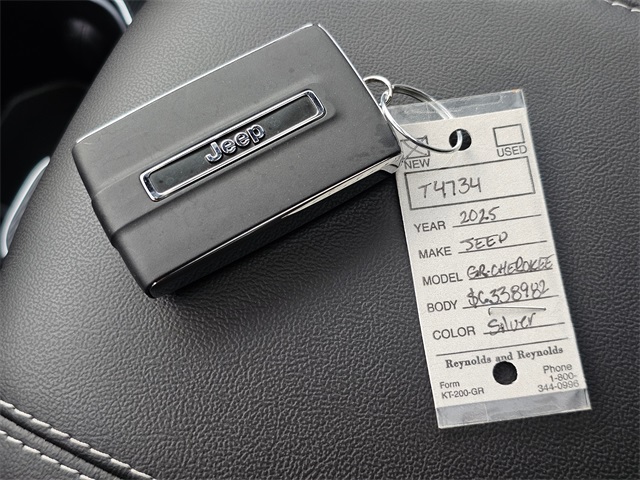 Jeep
NEW USED
T4734
YEAR 2025
MAKE JEEP
MODEL GR.CHEROKEE
BODY SC338982
COLOR Silver
Reynolds and Reynolds
Form
KT-200-GR
Phone
1-800-
344-0996